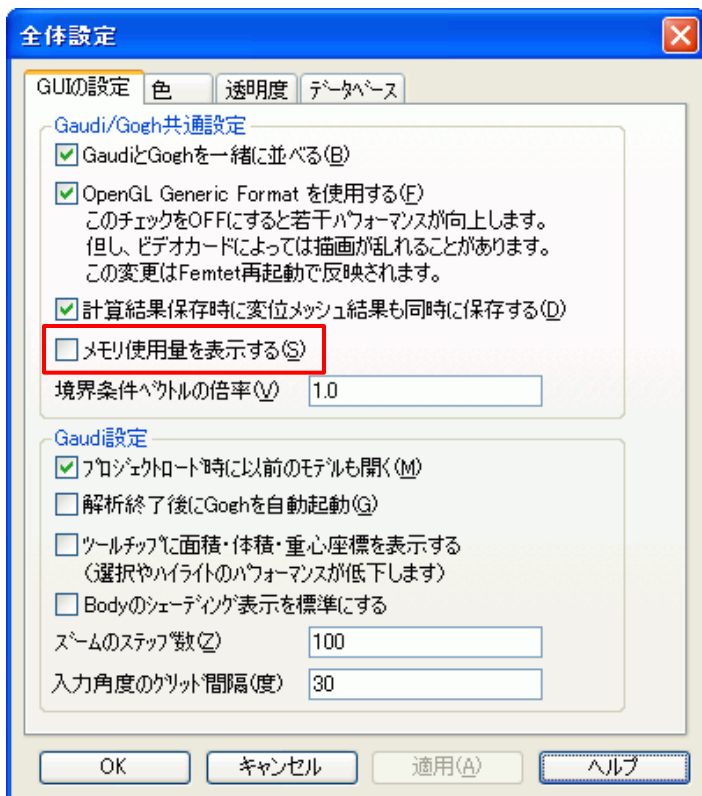 全体設定
GUIの設定 色 透明度 データベース
Gaudi/Gogh共通設定
GaudiとGoghを一緒に並べる(B)
OpenGL Generic Format を使用する(F)
このチェックをOFFにすると若干パフォーマンスが向上します。
但し、ビデオカードによっては描画が乱れることがあります。
この変更はFemtet再起動で反映されます。
計算結果保存時に変位メッシュ結果も同時に保存する(D)
メモリ使用量を表示する(S)
境界条件ベクトルの倍率(V) 1.0
Gaudi設定
プロジェクトロード時に以前のモデルも開く(M)
解析終了後にGoghを自動起動(G)
ツールチップに面積・体積・重心座標を表示する
(選択やハイライトのパフォーマンスが低下します)
Bodyのシェーディング表示を標準にする
ズームのステップ数(Z) 100
入力角度のグリッド間隔(度) 30
OK キャンセル 適用(A) ヘルプ